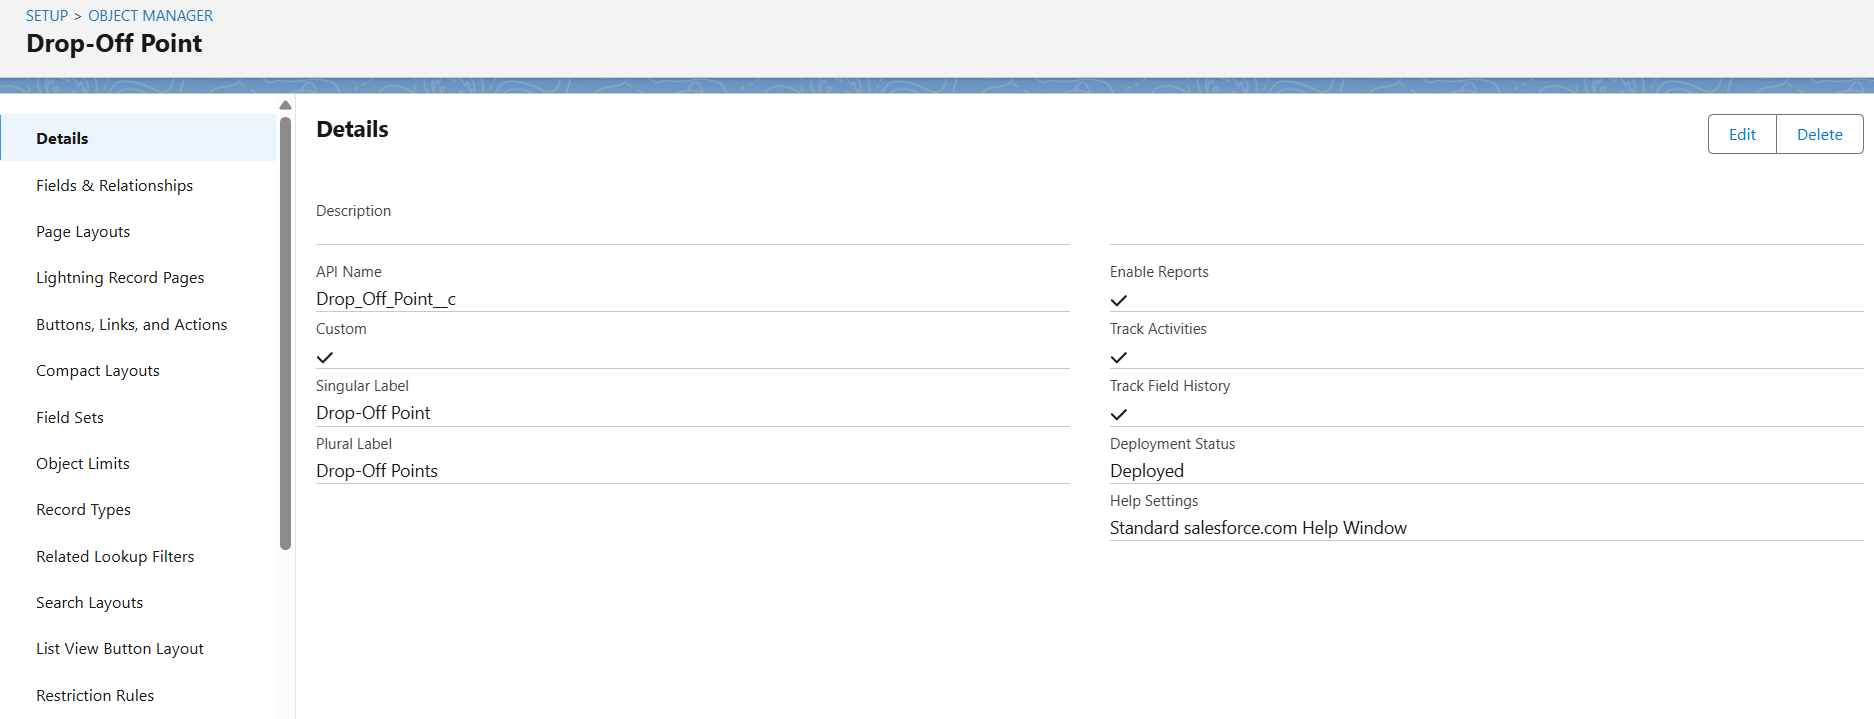 SETUP > OBJECT MANAGER
Drop-Off Point
Details
Fields & Relationships
Page Layouts
Lightning Record Pages
Buttons, Links, and Actions
Compact Layouts
Field Sets
Object Limits
Record Types
Related Lookup Filters
Search Layouts
List View Button Layout
Restriction Rules
Details
Edit
Delete
Description
API Name
Drop_Off_Point__c
Custom
Singular Label
Drop-Off Point
Plural Label
Drop-Off Points
Enable Reports
Track Activities
Track Field History
Deployment Status
Deployed
Help Settings
Standard salesforce.com Help Window